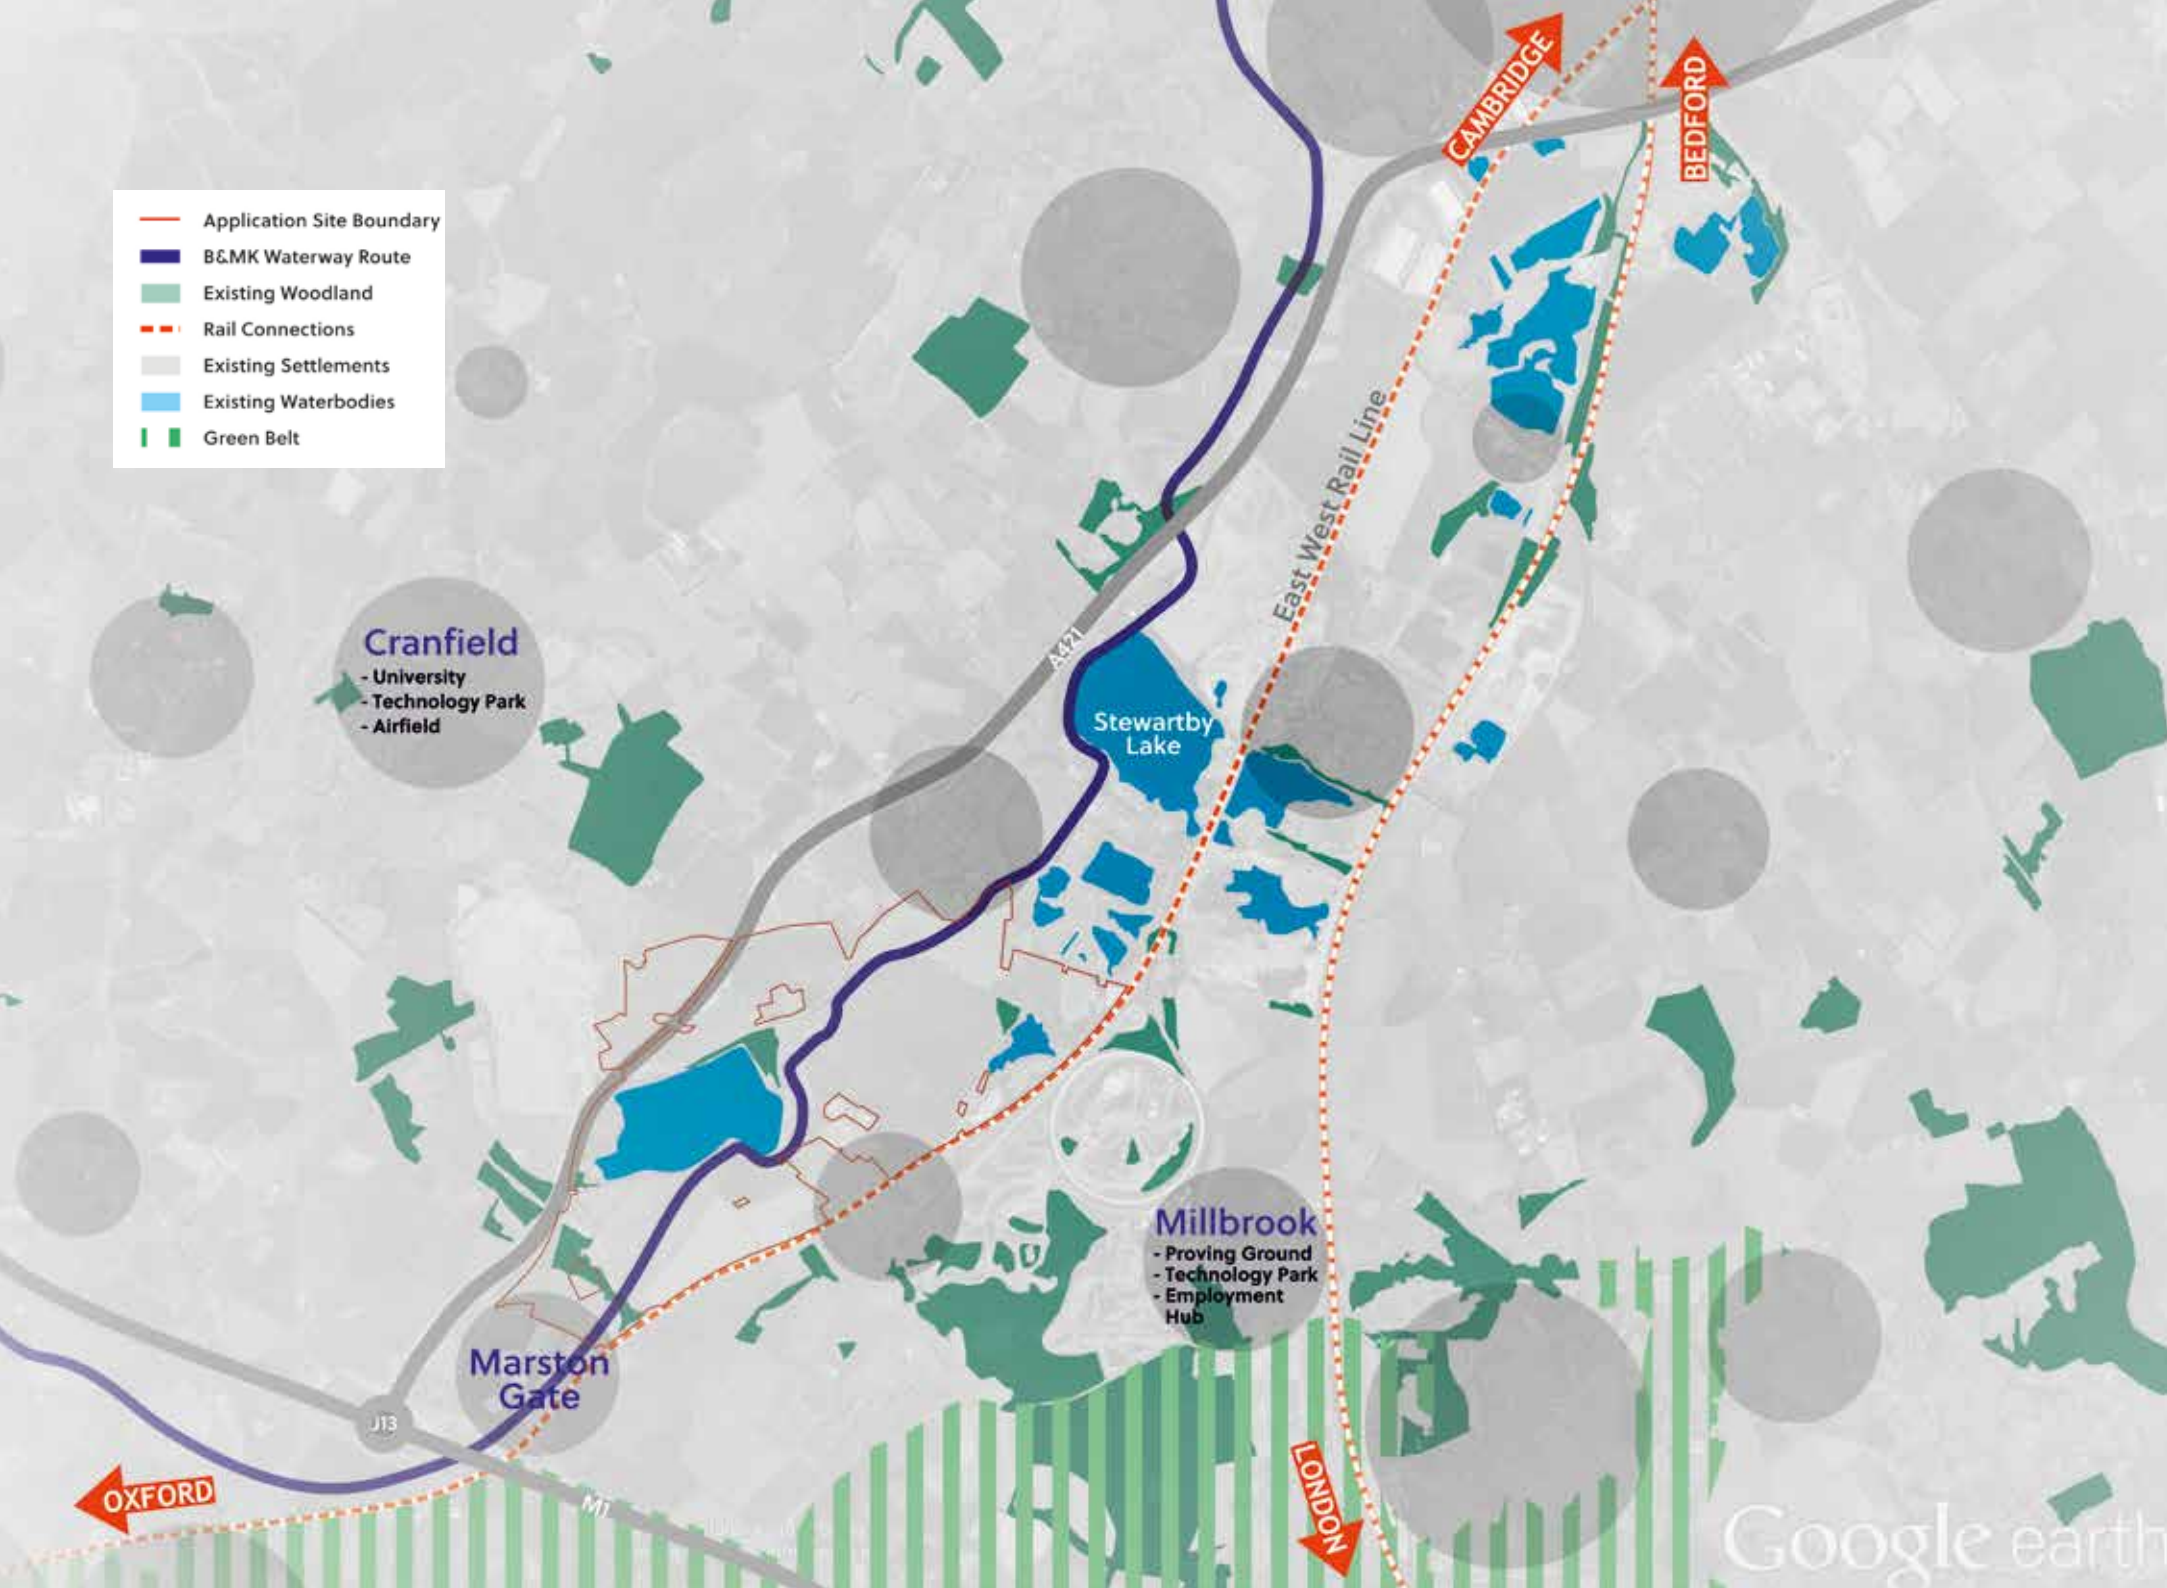 CAMBRIDGE
BEDFORD
Application Site Boundary
B&MK Waterway Route
Existing Woodland
Rail Connections
Existing Settlements
Existing Waterbodies
Green Belt
East West Rail Line
A421
Cranfield
- University
- Technology Park
- Airfield
Stewartby
Lake
Millbrook
- Proving Ground
- Technology Park
- Employment
Hub
Marston
Gate
J13
OXFORD
M1
LONDON
Google earth